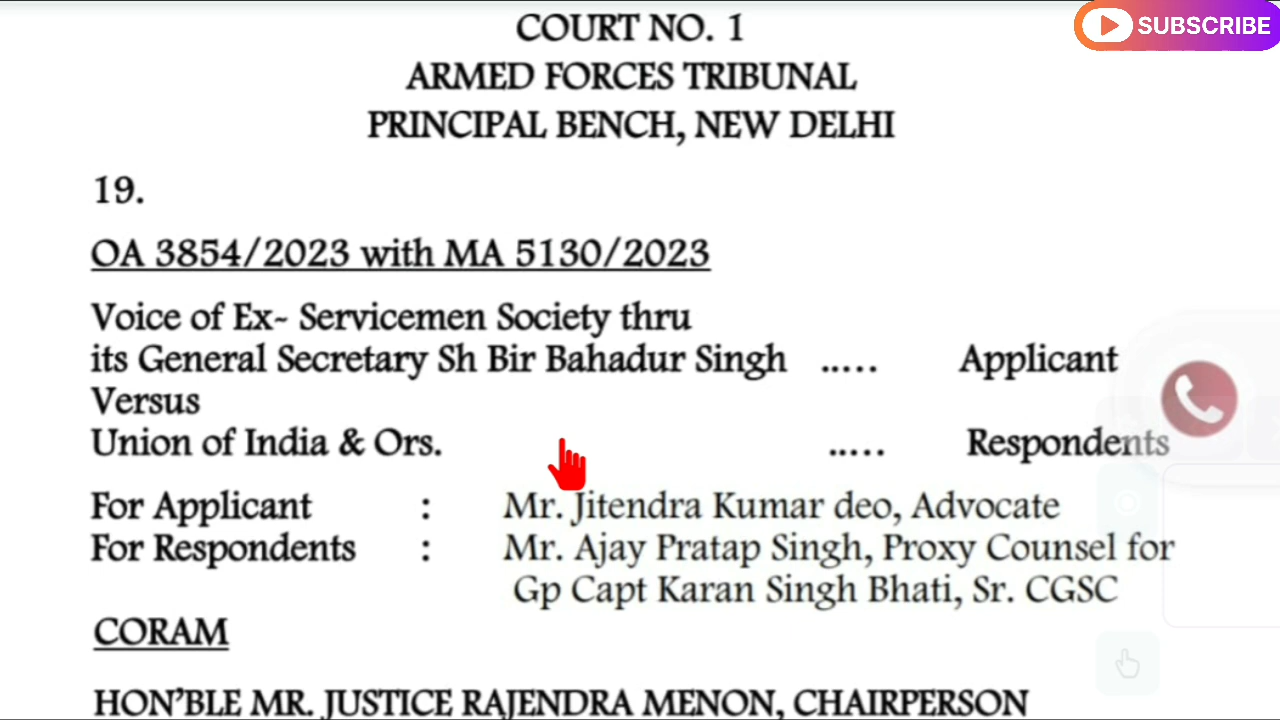 SUBSCRIBE
COURT NO. 1
ARMED FORCES TRIBUNAL
PRINCIPAL BENCH, NEW DELHI
19.
OA 3854/2023 with MA 5130/2023
Voice of Ex- Servicemen Society thru
its General Secretary Sh Bir Bahadur Singh ..... Applicant
Versus
Union of India & Ors. ..... Respondents
For Applicant : Mr. Jitendra Kumar deo, Advocate
For Respondents : Mr. Ajay Pratap Singh, Proxy Counsel for
Gp Capt Karan Singh Bhati, Sr. CGSC
CORAM
HON'BLE MR. JUSTICE RAJENDRA MENON, CHAIRPERSON